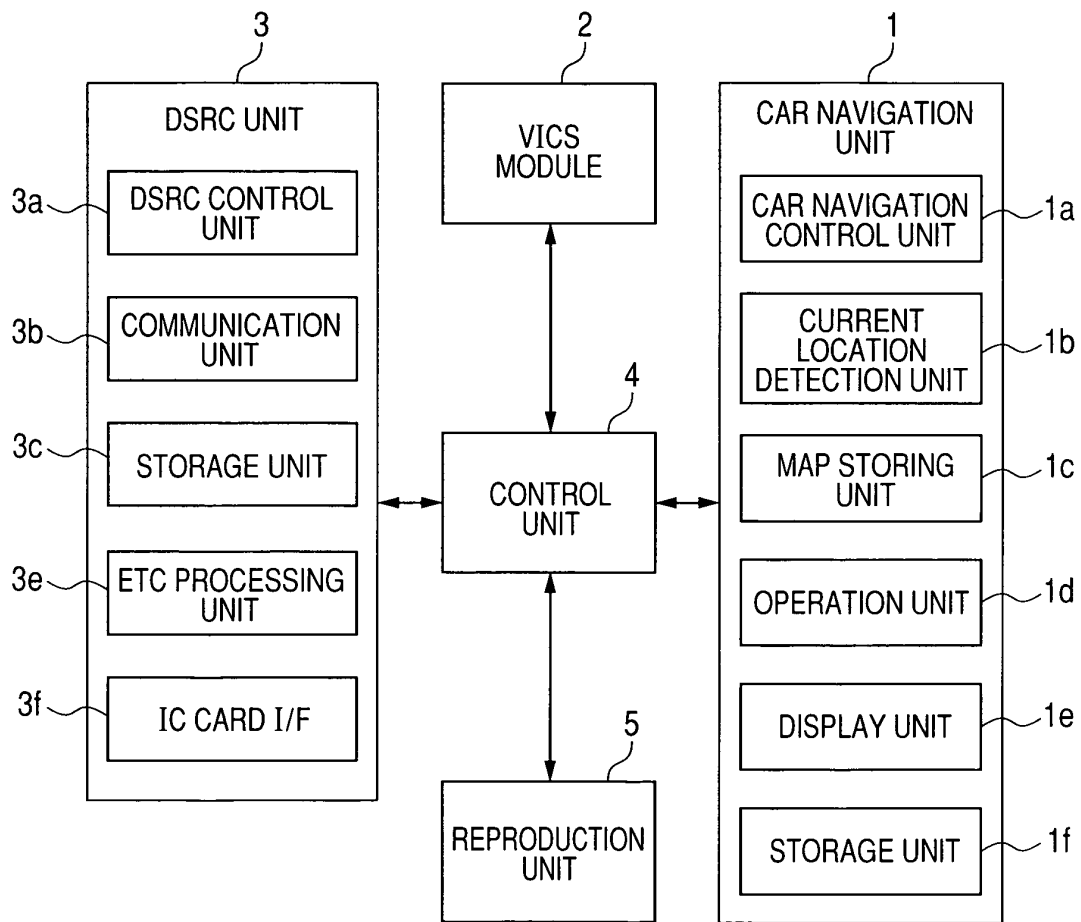 3
DSRC UNIT
3a
DSRC CONTROL
UNIT
3b
COMMUNICATION
UNIT
3c
STORAGE UNIT
3e
ETC PROCESSING
UNIT
3f
IC CARD I/F
2
VICS
MODULE
4
CONTROL
UNIT
5
REPRODUCTION
UNIT
1
CAR NAVIGATION
UNIT
CAR NAVIGATION
CONTROL UNIT
1a
CURRENT
LOCATION
DETECTION UNIT
1b
MAP STORING
UNIT
1c
OPERATION UNIT
1d
DISPLAY UNIT
1e
STORAGE UNIT
1f